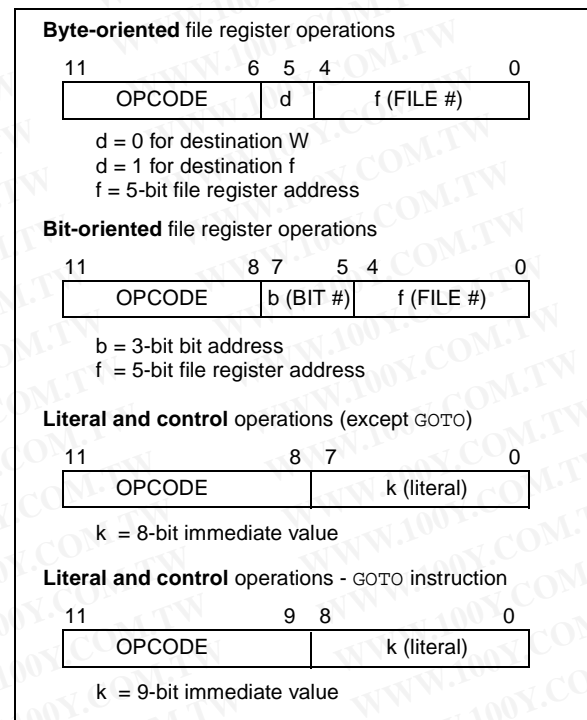 Byte-oriented file register operations
11 6 5 4 0
OPCODE d f (FILE #)
d = 0 for destination W
d = 1 for destination f
f = 5-bit file register address
Bit-oriented file register operations
11 8 7 5 4 0
OPCODE b (BIT #) f (FILE #)
b = 3-bit bit address
f = 5-bit file register address
Literal and control operations (except GOTO)
11 8 7 0
OPCODE k (literal)
k = 8-bit immediate value
Literal and control operations - GOTO instruction
11 9 8 0
OPCODE k (literal)
k = 9-bit immediate value
WWW.100Y.COM.TW